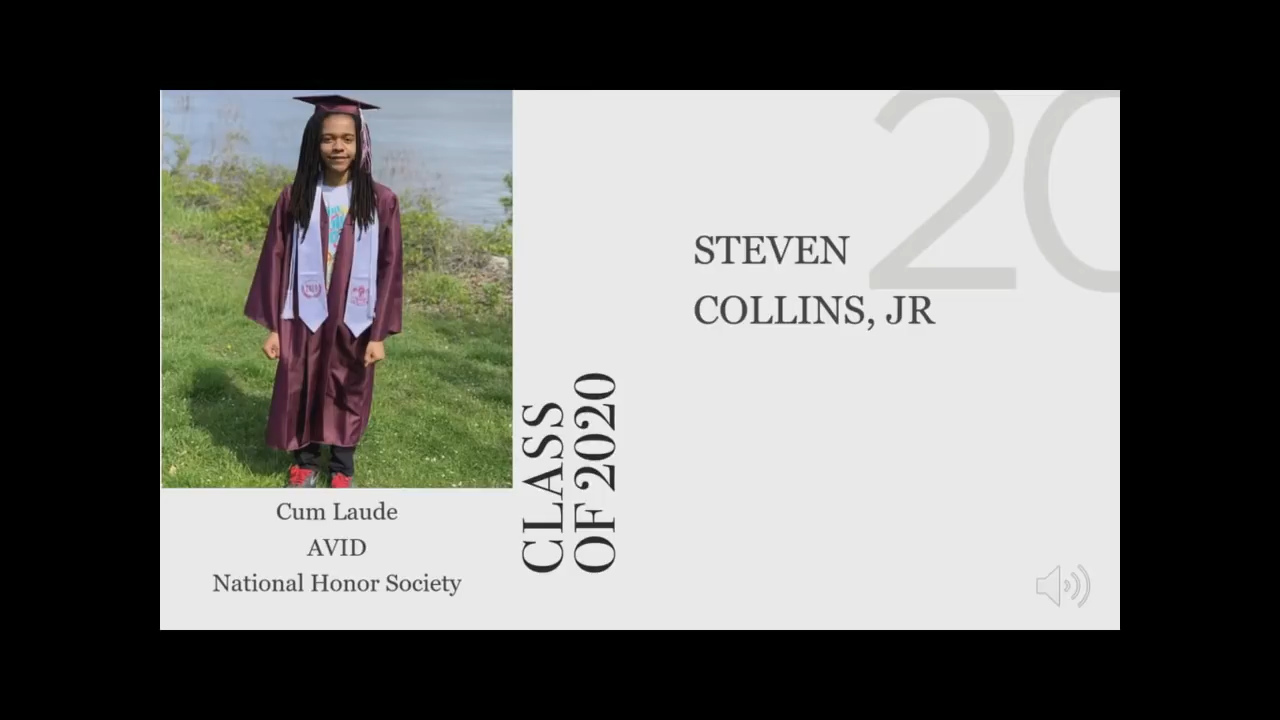 20
STEVEN
COLLINS, JR
CLASS
OF 2020
Cum Laude
AVID
National Honor Society